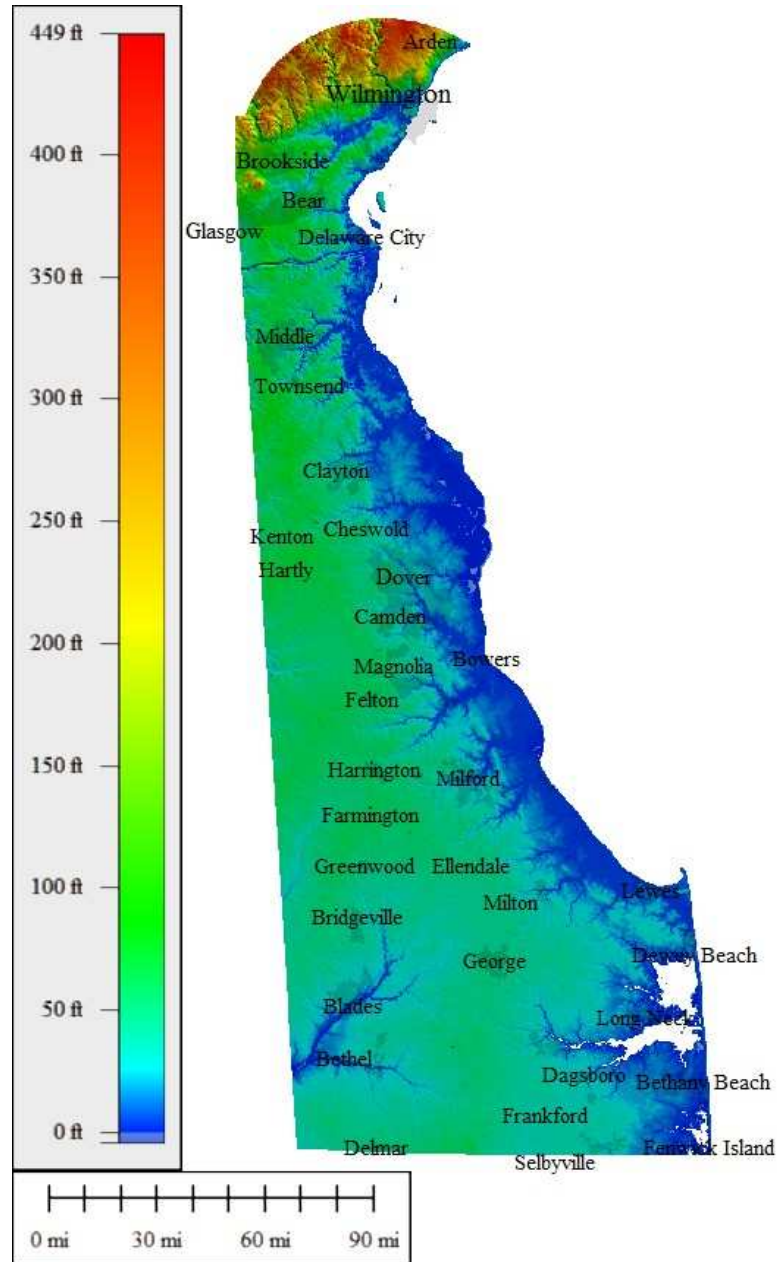 449 ft
400 ft
350 ft
300 ft
250 ft
200 ft
150 ft
100 ft
50 ft
0 ft
Arden
Wilmington
Brookside
Bear
Glasgow
Delaware City
Middle
Townsend
Clayton
Cheswold
Kenton
Hartly
Dover
Camden
Bowers
Magnolia
Felton
Harrington
Milford
Farmington
Greenwood
Ellendale
Lewes
Milton
Bridgeville
Dewey Beach
George
Blades
Long Neck
Bethel
Dagsboro
Bethany Beach
Frankford
Delmar
Fenwick Island
Selbyville
0 mi 30 mi 60 mi 90 mi